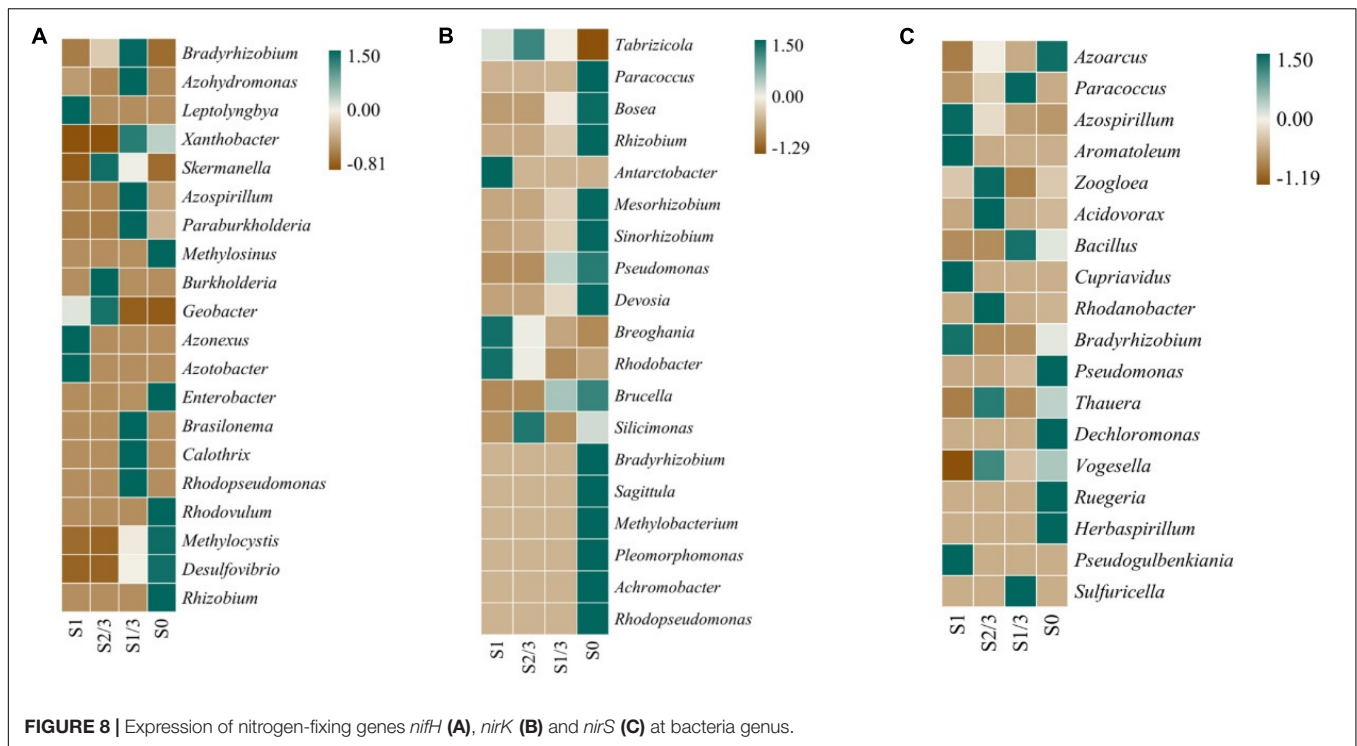 A
Bradyrhizobium
Azohydromonas
Leptolyngbya
Xanthobacter
Skermanella
Azospirillum
Paraburkholderia
Methylosinus
Burkholderia
Geobacter
Azonexus
Azotobacter
Enterobacter
Brasilonema
Calothrix
Rhodopseudomonas
Rhodovulum
Methylocystis
Desulfovibrio
Rhizobium
S1
S2/3
S1/3
S0
1.50
0.00
-0.81
B
Tabrizicola
Paracoccus
Bosea
Rhizobium
Antarctobacter
Mesorhizobium
Sinorhizobium
Pseudomonas
Devosia
Breoghania
Rhodobacter
Brucella
Silicimonas
Bradyrhizobium
Sagittula
Methylobacterium
Pleomorphomonas
Achromobacter
Rhodopseudomonas
S1
S2/3
S1/3
S0
1.50
0.00
-1.29
C
Azoarcus
Paracoccus
Azospirillum
Aromatoleum
Zoogloea
Acidovorax
Bacillus
Cupriavidus
Rhodanobacter
Bradyrhizobium
Pseudomonas
Thauera
Dechloromonas
Vogesella
Ruegeria
Herbaspirillum
Pseudogulbenkiania
Sulfuricella
S1
S2/3
S1/3
S0
1.50
0.00
-1.19
FIGURE 8 | Expression of nitrogen-fixing genes nifH (A), nirK (B) and nirS (C) at bacteria genus.